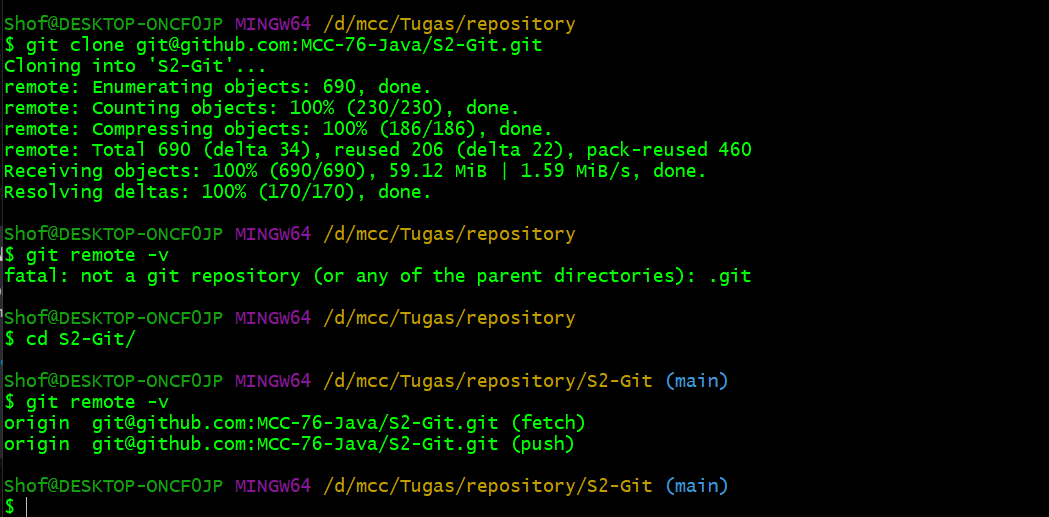 Shof@DESKTOP-ONCF0JP MINGW64 /d/mcc/Tugas/repository
$ git clone git@github.com:MCC-76-Java/S2-Git.git
Cloning into 'S2-Git'...
remote: Enumerating objects: 690, done.
remote: Counting objects: 100% (230/230), done.
remote: Compressing objects: 100% (186/186), done.
remote: Total 690 (delta 34), reused 206 (delta 22), pack-reused 460
Receiving objects: 100% (690/690), 59.12 MiB | 1.59 MiB/s, done.
Resolving deltas: 100% (170/170), done.
Shof@DESKTOP-ONCF0JP MINGW64 /d/mcc/Tugas/repository
$ git remote -v
fatal: not a git repository (or any of the parent directories): .git
Shof@DESKTOP-ONCF0JP MINGW64 /d/mcc/Tugas/repository
$ cd S2-Git/
Shof@DESKTOP-ONCF0JP MINGW64 /d/mcc/Tugas/repository/S2-Git (main)
$ git remote -v
origin  git@github.com:MCC-76-Java/S2-Git.git (fetch)
origin  git@github.com:MCC-76-Java/S2-Git.git (push)
Shof@DESKTOP-ONCF0JP MINGW64 /d/mcc/Tugas/repository/S2-Git (main)
$